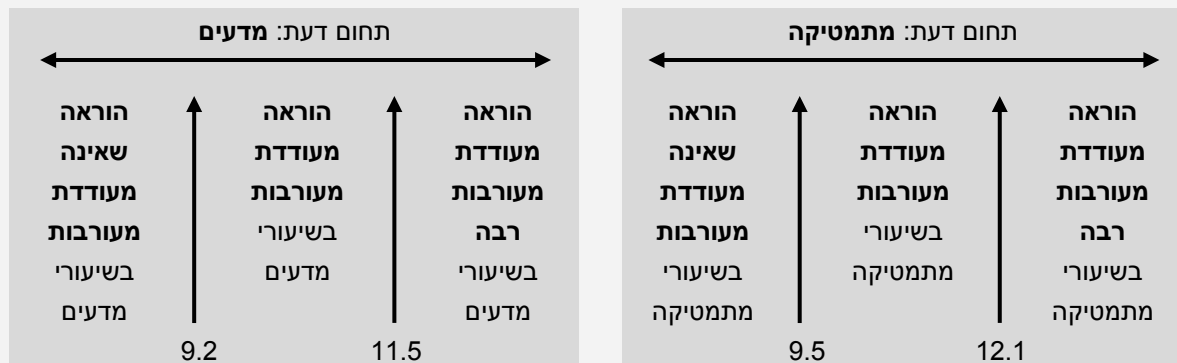 תחום דעת: מתמטיקה
הוראה
מעודדת
מעורבות
רבה
בשיעורי
מתמטיקה
הוראה
מעודדת
מעורבות
בשיעורי
מתמטיקה
הוראה
שאינה
מעודדת
מעורבות
בשיעורי
מתמטיקה
12.1
9.5
תחום דעת: מדעים
הוראה
מעודדת
מעורבות
רבה
בשיעורי
מדעים
הוראה
מעודדת
מעורבות
בשיעורי
מדעים
הוראה
שאינה
מעודדת
מעורבות
בשיעורי
מדעים
11.5
9.2